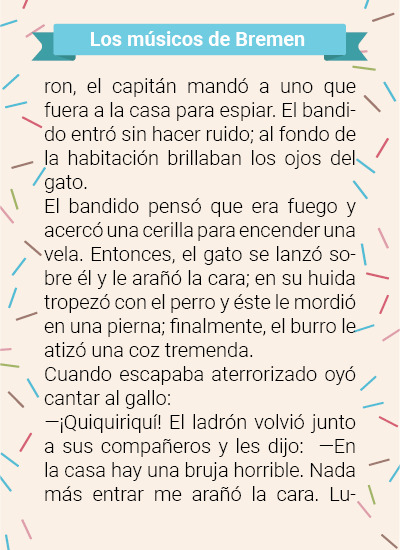 Los músicos de Bremen
ron, el capitán mandó a uno que
fuera a la casa para espiar. El bandi-
do entró sin hacer ruido; al fondo de
la habitación brillaban los ojos del
gato.
El bandido pensó que era fuego y
acercó una cerilla para encender una
vela. Entonces, el gato se lanzó so-
bre él y le arañó la cara; en su huida
tropezó con el perro y éste le mordió
en una pierna; finalmente, el burro le
atizó una coz tremenda.
Cuando escapaba aterrorizado oyó
cantar al gallo:
—¡Quiquiriquí! El ladrón volvió junto
a sus compañeros y les dijo:  —En
la casa hay una bruja horrible. Nada
más entrar me arañó la cara. Lu-